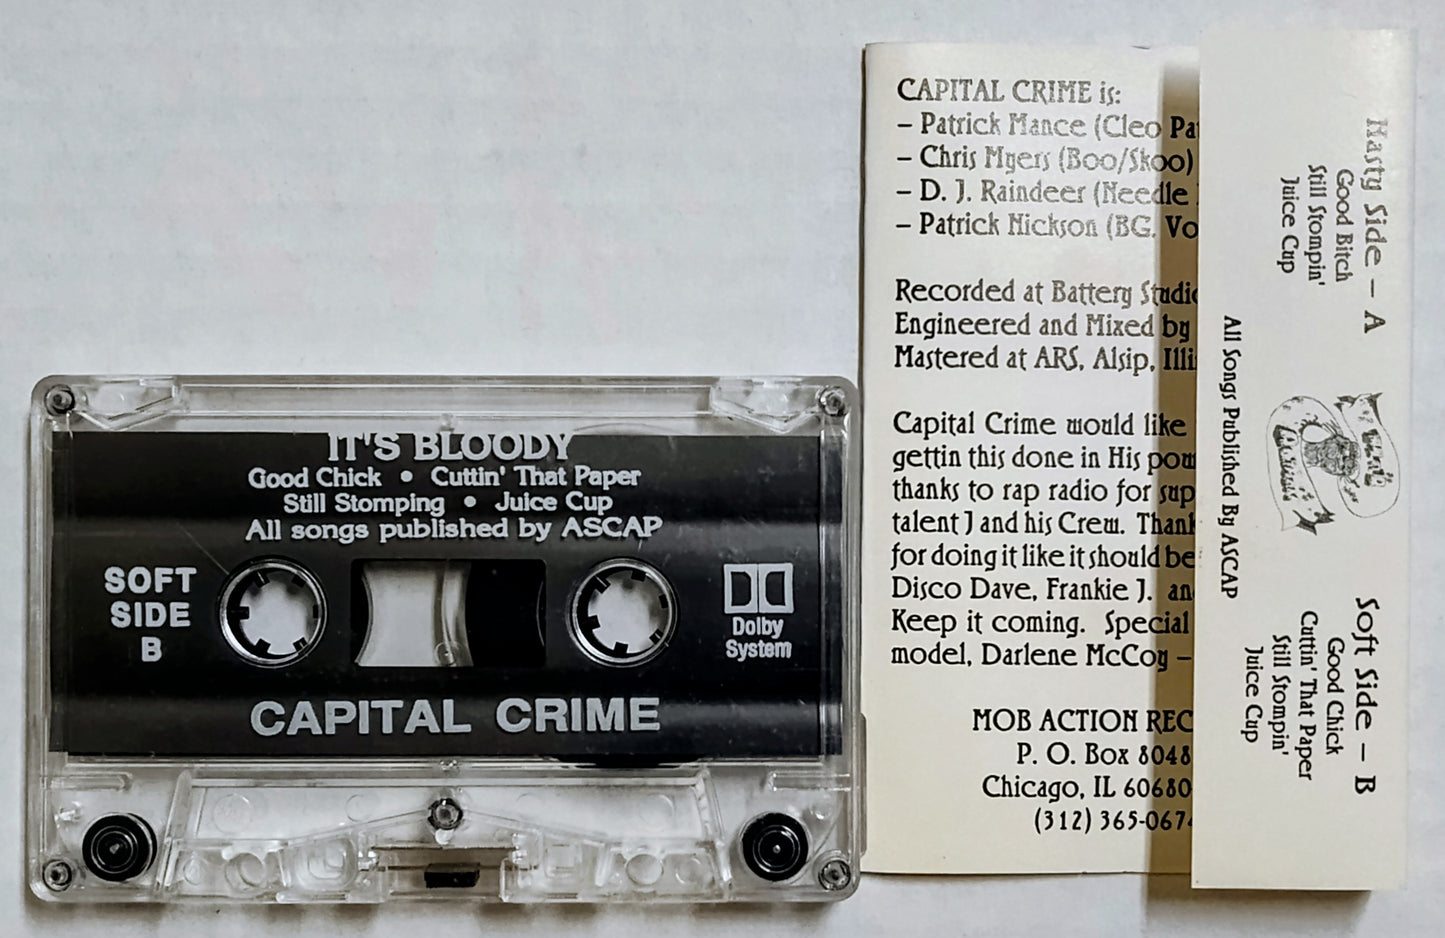 IT'S BLOODY
Good Chick • Cuttin' That Paper
Still Stomping • Juice Cup
All songs published by ASCAP
SOFT
SIDE
B
Dolby
System
CAPITAL CRIME
CAPITAL CRIME is:
– Patrick Mance (Cleo
– Chris Myers (Boo/Skoo)
– D. J. Raindeer (Needle
– Patrick Nickson (BG,
Recorded at Battery
Engineered and Mixed by
Mastered at ARS, Alsip,
Capital Crime would like
gettin this done in His
thanks to rap radio for
talent J and his Crew.
for doing it like it should be
Disco Dave, Frankie J.
Keep it coming. Special
model, Darlene McCoy –
MOB ACTION
P. O. Box 8048
Chicago, IL 60680
(312) 365-067
Hasty Side – A
Good Bitch
Still Stompin'
Juice Cup
All Songs Published By ASCAP
Soft Side – B
Good Chick
Cuttin' That Paper
Still Stompin'
Juice Cup